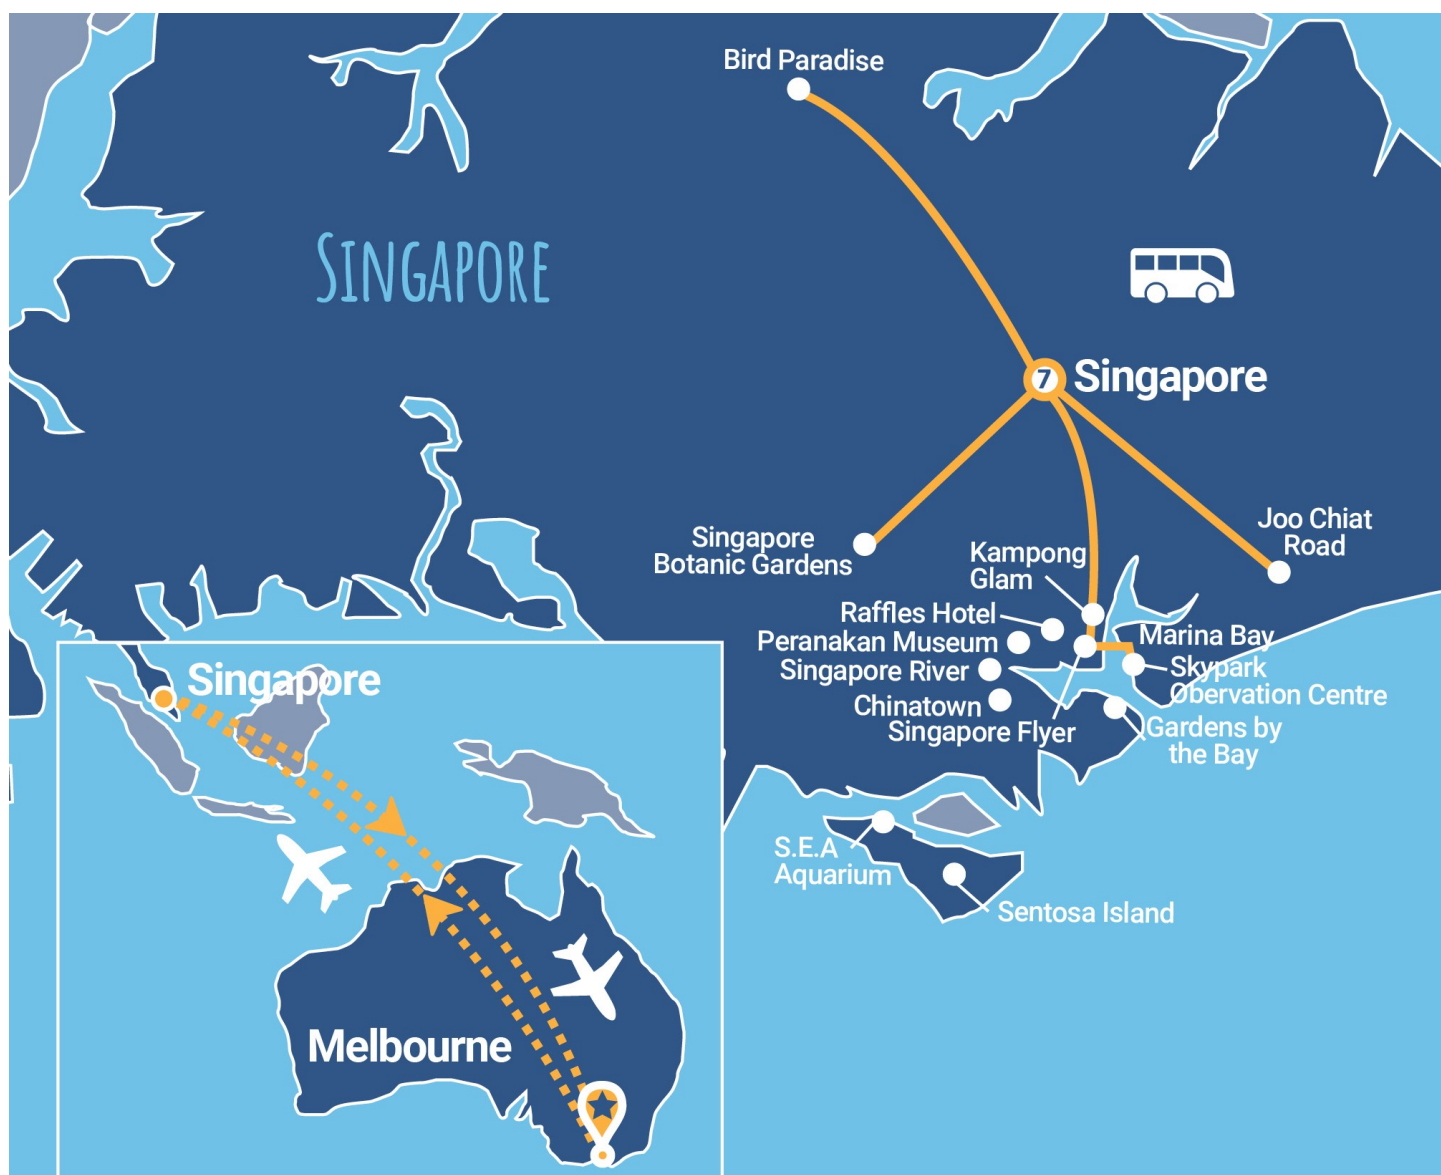 Bird Paradise
SINGAPORE
7
Singapore
Singapore
Botanic Gardens
Joo Chiat
Road
Kampong
Glam
Raffles Hotel
Peranakan Museum
Singapore River
Chinatown
Singapore Flyer
Marina Bay
Skypark
Obervation Centre
Gardens by
the Bay
S.E.A
Aquarium
Sentosa Island
Singapore
Melbourne